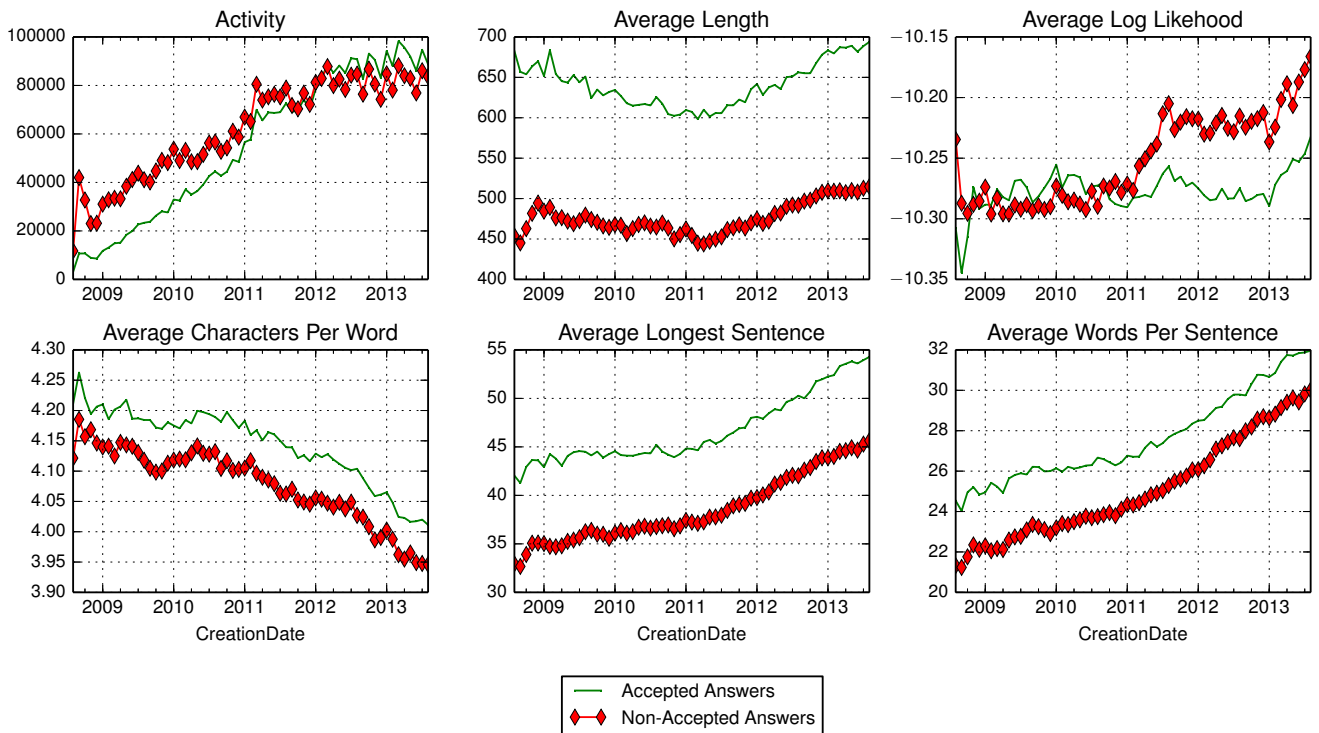 Activity
Average Length
Average Log Likehood
100000
80000
60000
40000
20000
0
2009 2010 2011 2012 2013
700
650
600
550
500
450
400
2009 2010 2011 2012 2013
−10.15
−10.20
−10.25
−10.30
−10.35
2009 2010 2011 2012 2013
Average Characters Per Word
Average Longest Sentence
Average Words Per Sentence
4.30
4.25
4.20
4.15
4.10
4.05
4.00
3.95
3.90
2009 2010 2011 2012 2013
CreationDate
55
50
45
40
35
30
2009 2010 2011 2012 2013
CreationDate
32
30
28
26
24
22
20
2009 2010 2011 2012 2013
CreationDate
Accepted Answers
Non-Accepted Answers